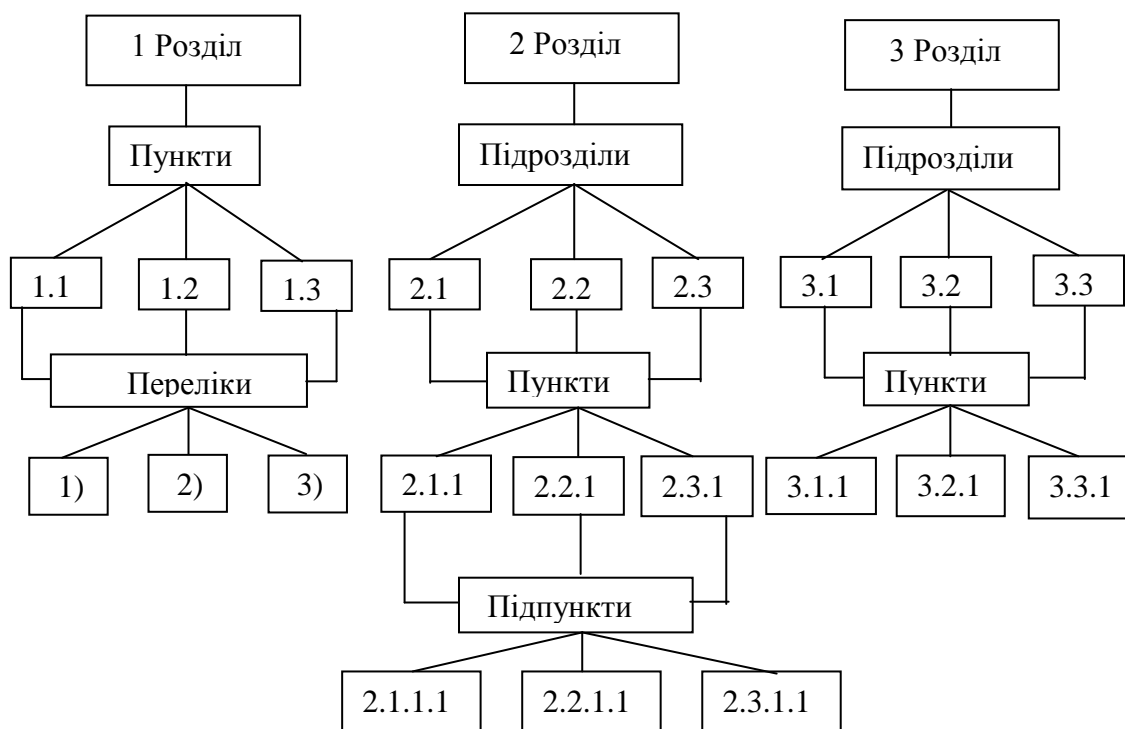 1 Розділ
2 Розділ
3 Розділ
Пункти
Підрозділи
Підрозділи
1.1
1.2
1.3
2.1
2.2
2.3
3.1
3.2
3.3
Переліки
Пункти
Пункти
1)
2)
3)
2.1.1
2.2.1
2.3.1
3.1.1
3.2.1
3.3.1
Підпункти
2.1.1.1
2.2.1.1
2.3.1.1